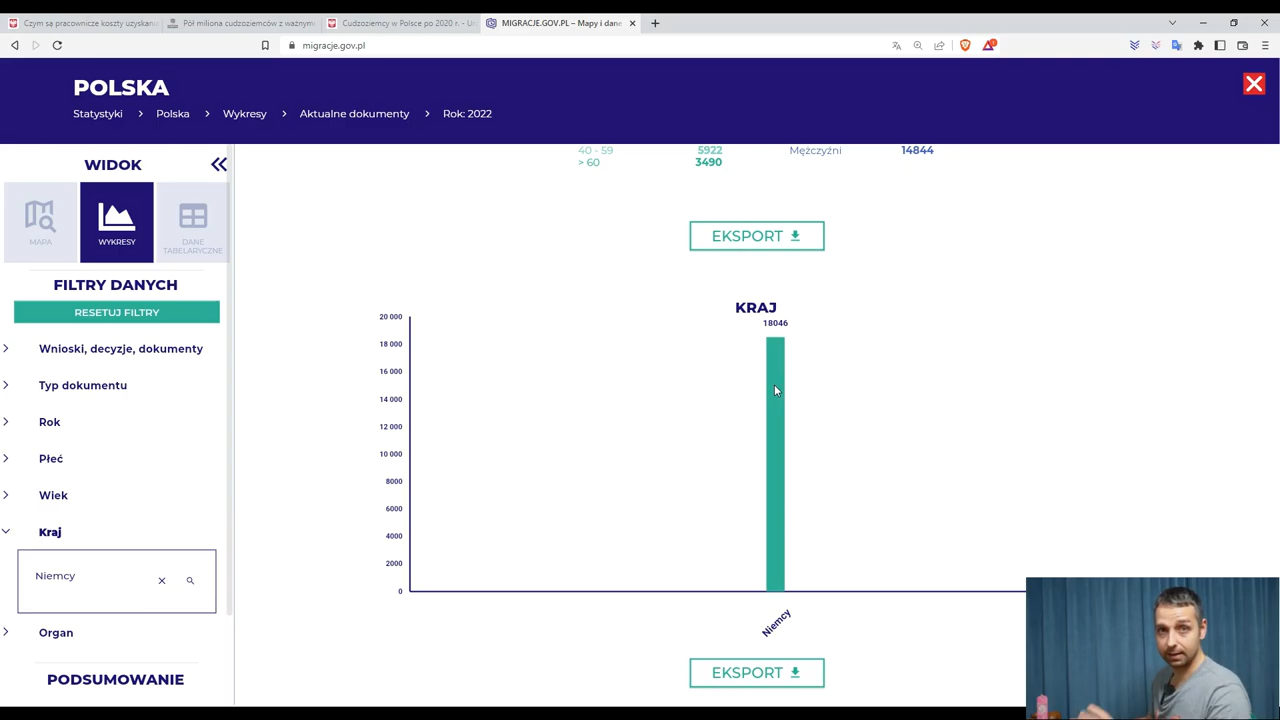 Czym są pracownicze koszty uzyskani
Pół miliona cudzoziemców z ważnymi
Cudzoziemcy w Polsce po 2020 r. - Ur
MIGRACJE.GOV.PL – Mapy i dane
migracje.gov.pl
POLSKA
Statystyki > Polska > Wykresy > Aktualne dokumenty > Rok: 2022
WIDOK
MAPA
WYKRESY
DANE
TABELARYCZNE
FILTRY DANYCH
RESETUJ FILTRY
Wnioski, decyzje, dokumenty
Typ dokumentu
Rok
Płeć
Wiek
Kraj
Niemcy
Organ
PODSUMOWANIE
40 - 59 5922 Mężczyźni 14844
> 60 3490
EKSPORT
KRAJ
18046
20 000
18 000
16 000
14 000
12 000
10 000
8000
6000
4000
2000
0
Niemcy
EKSPORT